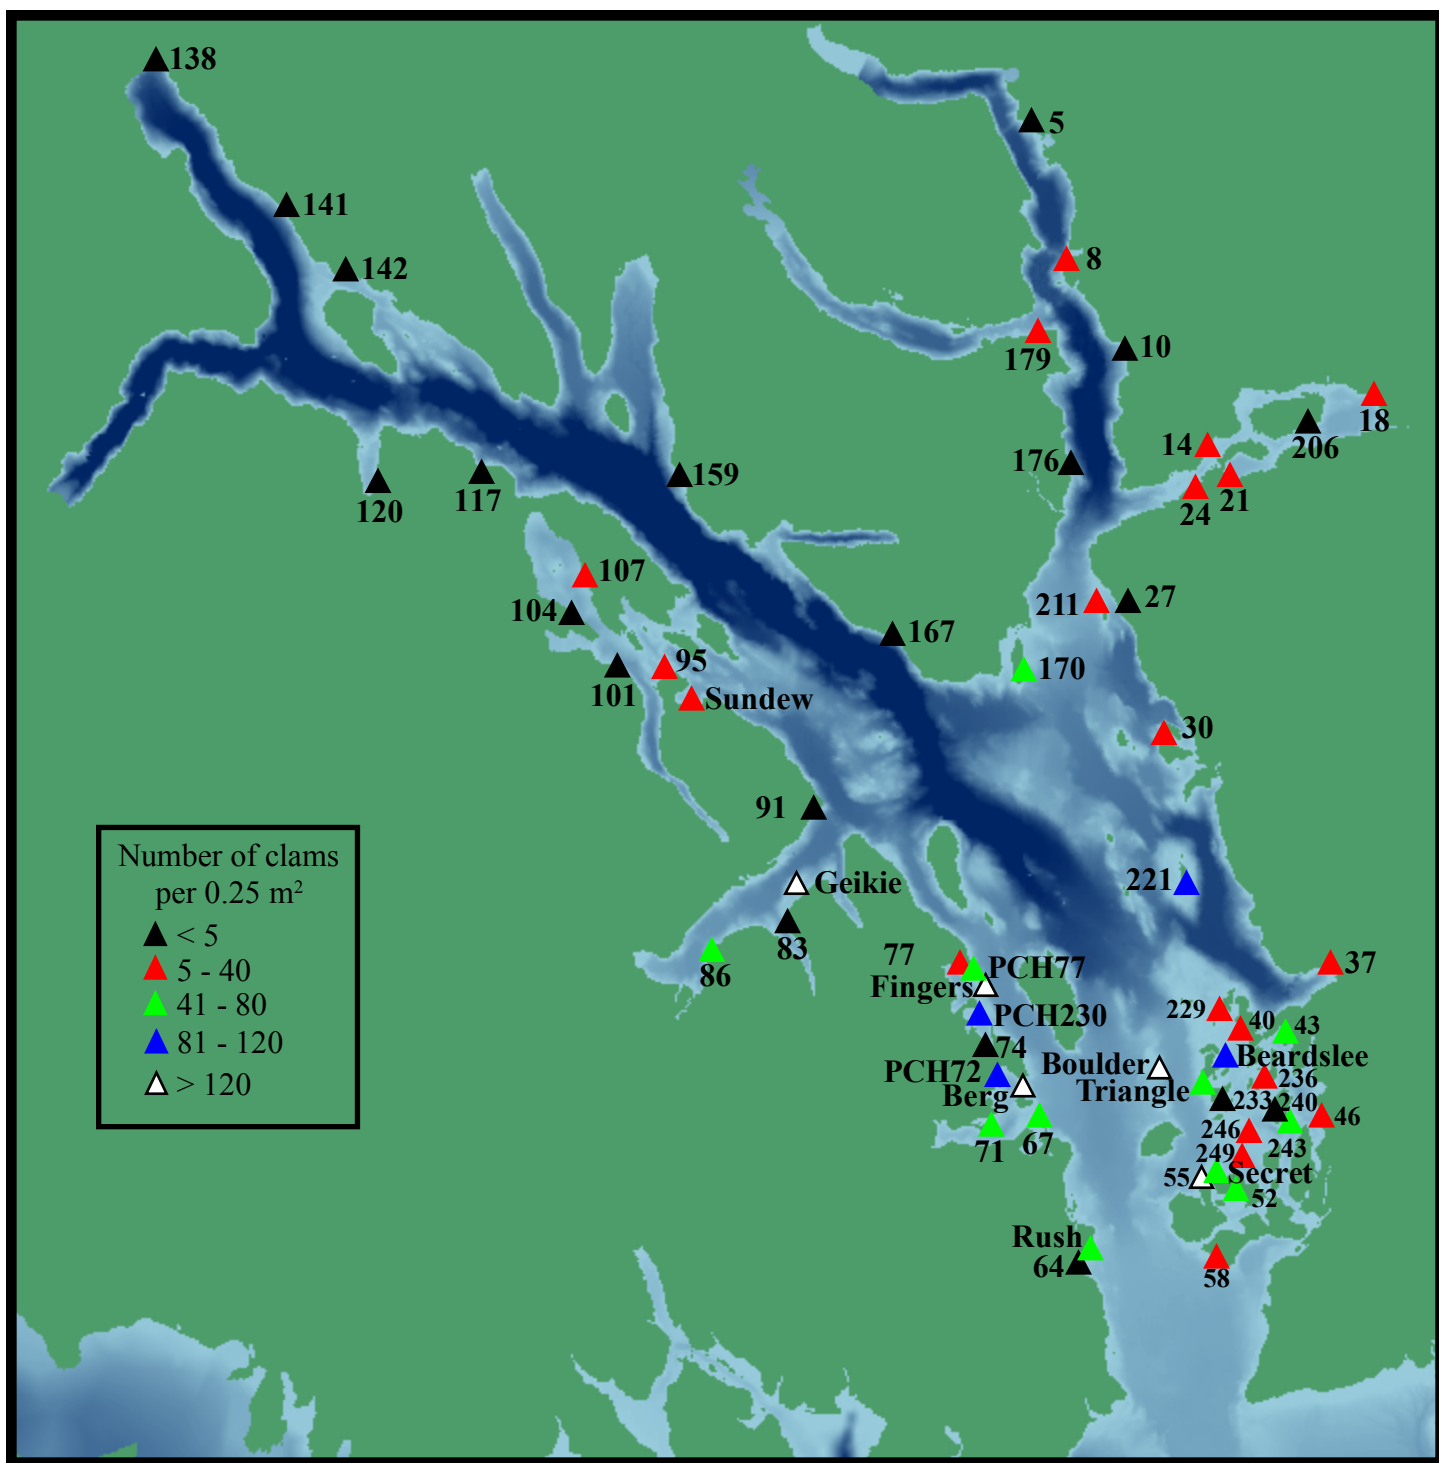 138
5
141
8
142
10
179
18
206
14
176
21
24
159
117
120
107
104
211
27
167
95
170
101
Sundew
30
91
Number of clams
per 0.25 m²
< 5
5 - 40
41 - 80
81 - 120
> 120
Geikie
221
83
86
77
PCH77
37
Fingers
229
PCH230
40
43
74
Boulder
Beardslee
PCH72
Triangle
236
Berg
233
240
46
67
71
246
243
249
Secret
55
52
Rush
64
58